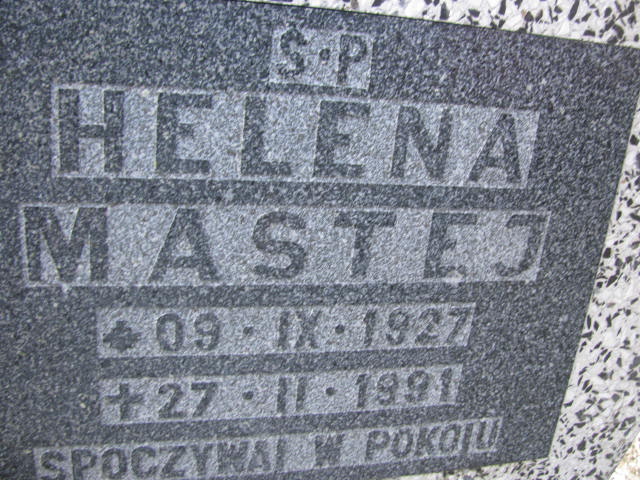 S·P
HELENA
MASTEJ
09·IX·1927
+27·II·1991
SPOCZYWAJ W POKOJU